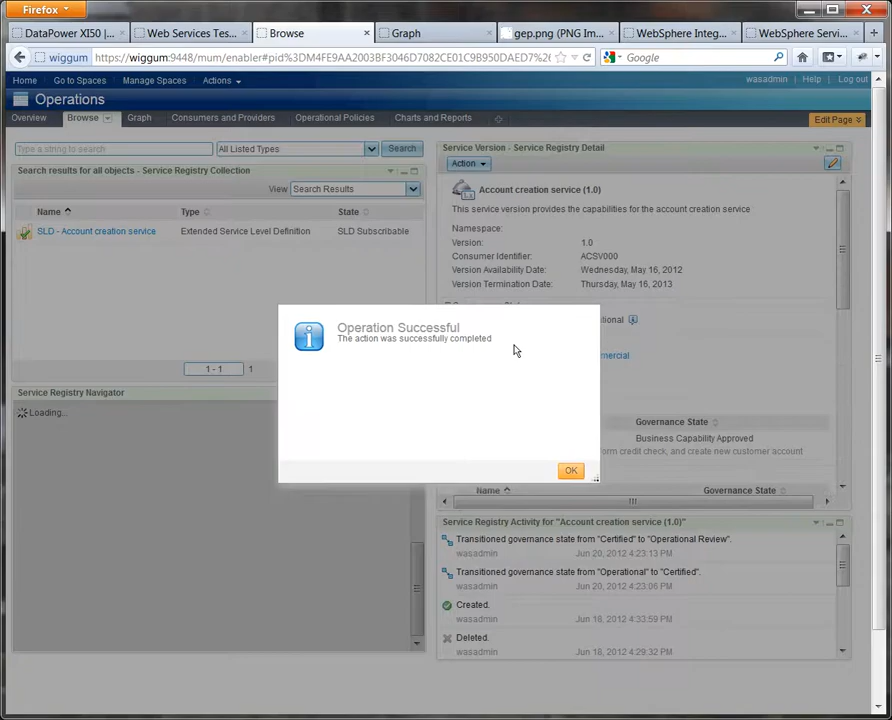 Firefox
DataPower XI50 |...
Web Services Tes...
Browse
Graph
gep.png (PNG Im...
WebSphere Integ...
WebSphere Servi...
wiggum
https://wiggum:9448/mum/enabler#pid%3DM4FE9AA2003BF3046D7082CE01C9B950DEUUID%26
Google
Home
Go to Spaces
Manage Spaces
Actions
wasadmin
Help
Log out
Operations
Overview
Browse
Graph
Consumers and Providers
Operational Policies
Charts and Reports
Edit Page
Type a string to search
All Listed Types
Search
Search results for all objects - Service Registry Collection
View
Search Results
Name
Type
State
SLD - Account creation service
Extended Service Level Definition
SLD Subscribable
1 - 1
1
Service Registry Navigator
Loading...
Service Version - Service Registry Detail
Action
Account creation service (1.0)
This service version provides the capabilities for the account creation service
Namespace:
Version:
1.0
Consumer Identifier:
ACSV000
Version Availability Date:
Wednesday, May 16, 2012
Version Termination Date:
Thursday, May 16, 2013
Operation Successful
The action was successfully completed
OK
Governance State
Business Capability Approved
orm credit check, and create new customer account
Name
Governance State
Service Registry Activity for "Account creation service (1.0)"
Transitioned governance state from "Certified" to "Operational Review".
wasadmin
Jun 20, 2012 4:23:13 PM
Transitioned governance state from "Operational" to "Certified".
wasadmin
Jun 20, 2012 4:23:06 PM
Created.
wasadmin
Jun 18, 2012 4:33:59 PM
Deleted.
wasadmin
Jun 18, 2012 4:29:32 PM